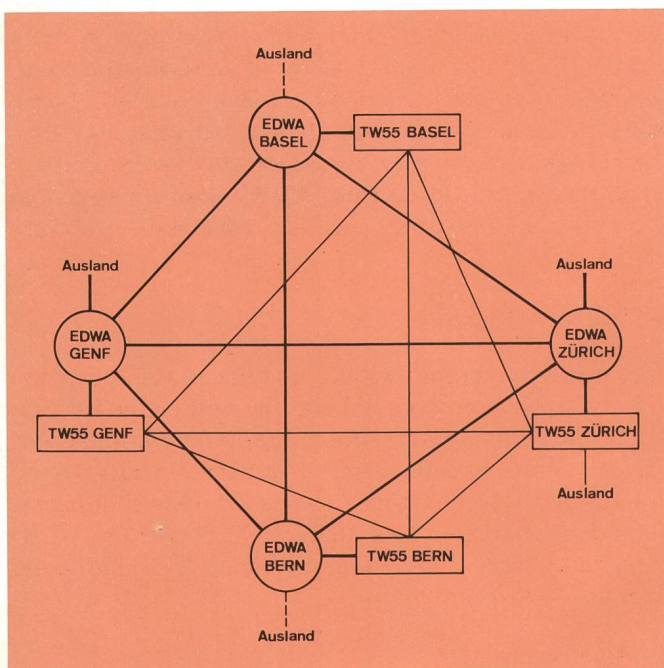 Ausland
EDWA
BASEL
TW55 BASEL
Ausland
Ausland
EDWA
GENF
EDWA
ZÜRICH
TW55 GENF
TW55 ZÜRICH
Ausland
EDWA
BERN
TW55 BERN
Ausland